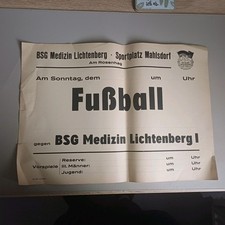 BSG Medizin Lichtenberg · Sportplatz Mahlsdorf
Am Rosenhag
Am Sonntag, dem um Uhr
Fußball
gegen BSG Medizin Lichtenberg I
Reserve: um Uhr
Vorspiele III. Männer: um Uhr
Jugend: um Uhr